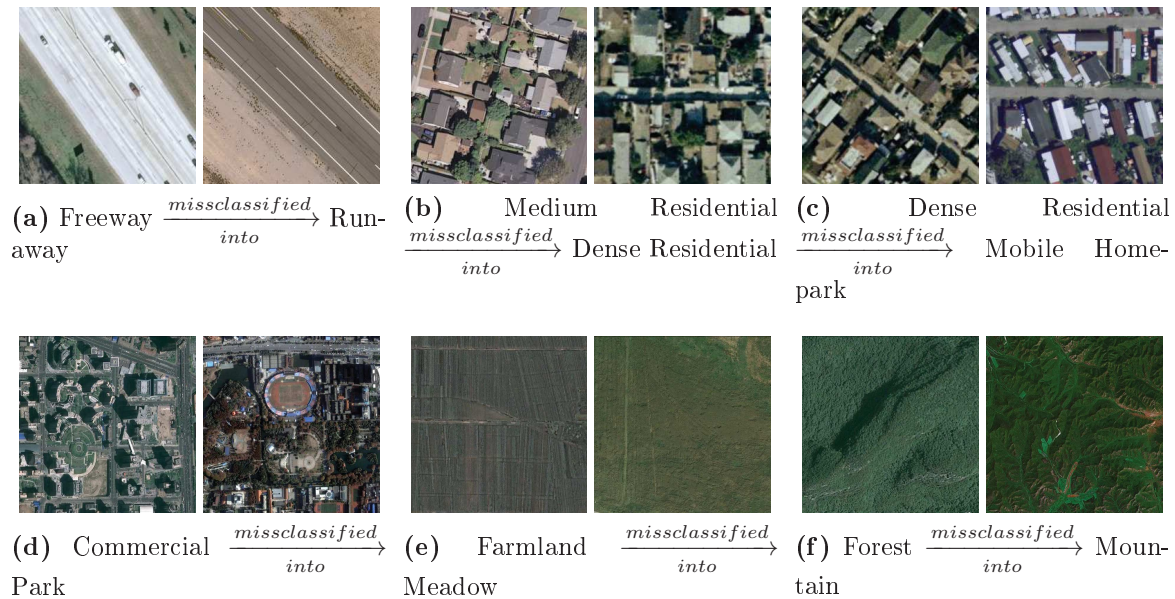 (a) Freeway missclassified into Run-
away
(b) Medium Residential
missclassified into Dense Residential
(c) Dense Residential
missclassified into Mobile Home-
park
(d) Commercial missclassified into
Park
(e) Farmland missclassified into
Meadow
(f) Forest missclassified into Moun-
tain